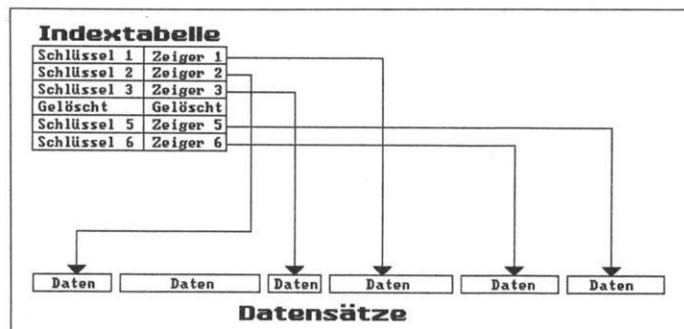 Indextabelle
Schlüssel 1 Zeiger 1
Schlüssel 2 Zeiger 2
Schlüssel 3 Zeiger 3
Gelöscht Gelöscht
Schlüssel 5 Zeiger 5
Schlüssel 6 Zeiger 6
Daten Daten Daten Daten Daten Daten
Datensätze